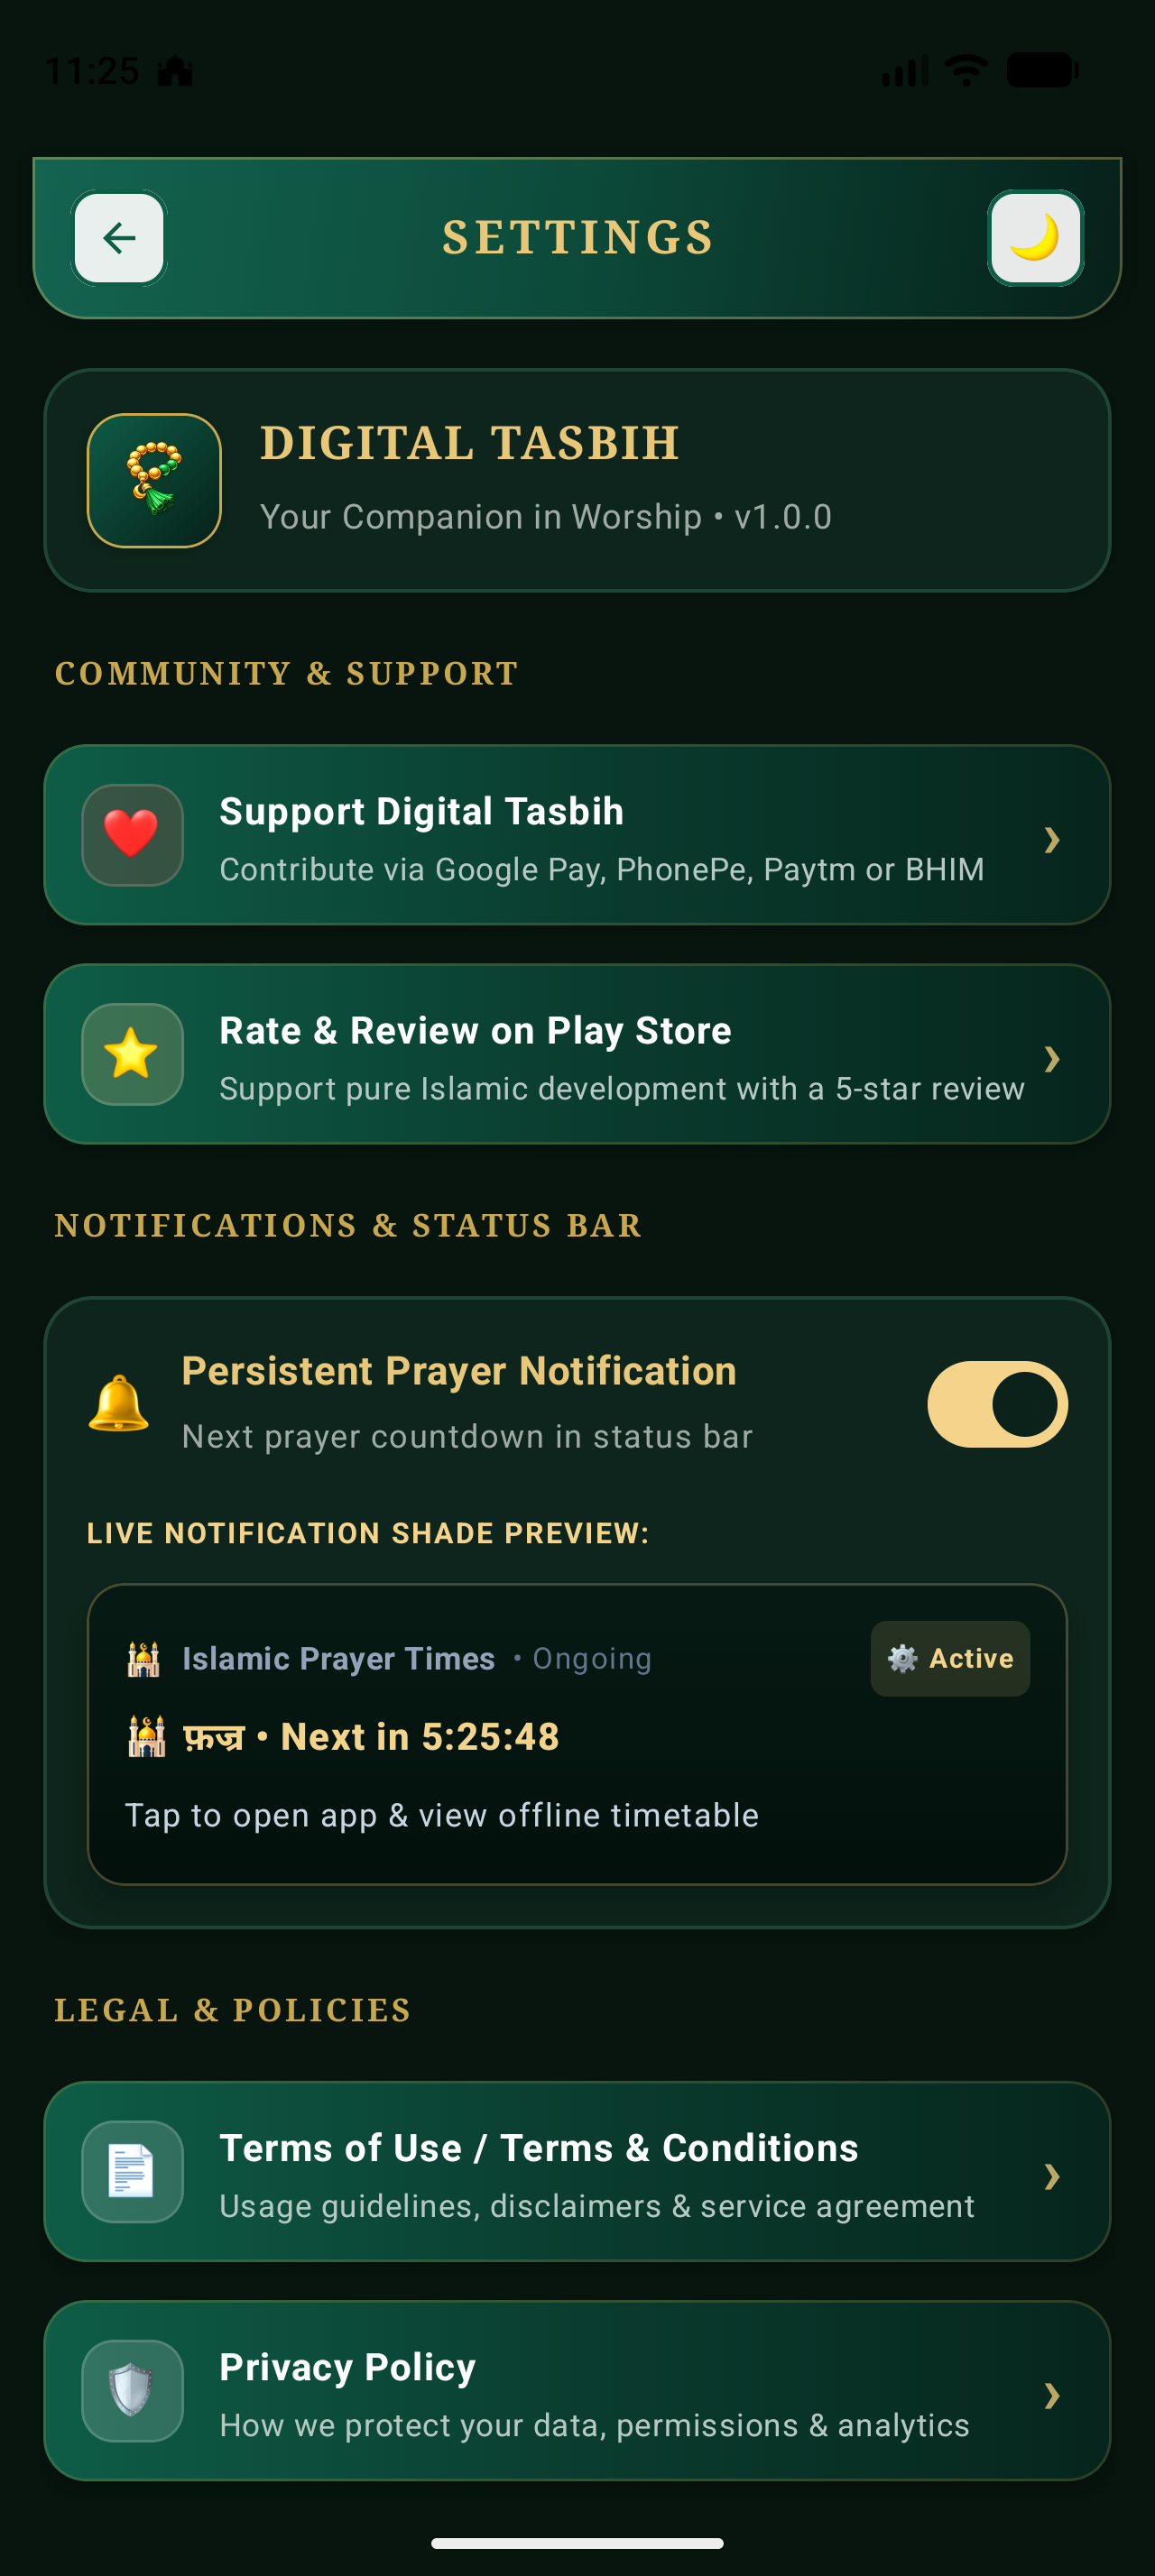 11:25
SETTINGS
DIGITAL TASBIH
Your Companion in Worship • v1.0.0
COMMUNITY & SUPPORT
Support Digital Tasbih
Contribute via Google Pay, PhonePe, Paytm or BHIM
Rate & Review on Play Store
Support pure Islamic development with a 5-star review
NOTIFICATIONS & STATUS BAR
Persistent Prayer Notification
Next prayer countdown in status bar
LIVE NOTIFICATION SHADE PREVIEW:
Islamic Prayer Times • Ongoing
Active
फ़ज्र • Next in 5:25:48
Tap to open app & view offline timetable
LEGAL & POLICIES
Terms of Use / Terms & Conditions
Usage guidelines, disclaimers & service agreement
Privacy Policy
How we protect your data, permissions & analytics